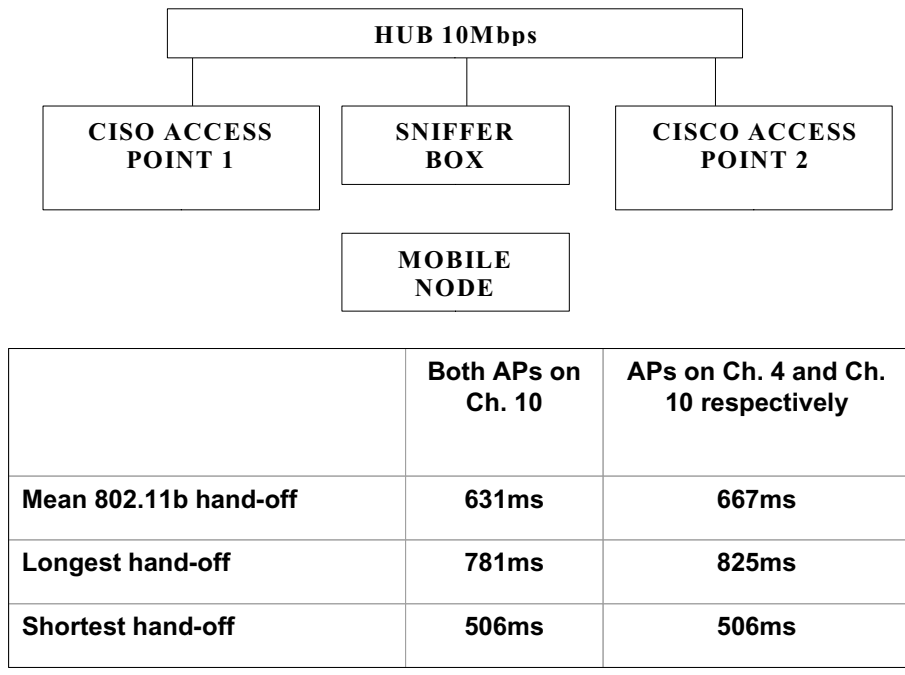 HUB 10Mbps
CISO ACCESS
POINT 1
SNIFFER
BOX
CISCO ACCESS
POINT 2
MOBILE
NODE
Both APs on
Ch. 10
APs on Ch. 4 and Ch.
10 respectively
Mean 802.11b hand-off 631ms 667ms
Longest hand-off 781ms 825ms
Shortest hand-off 506ms 506ms